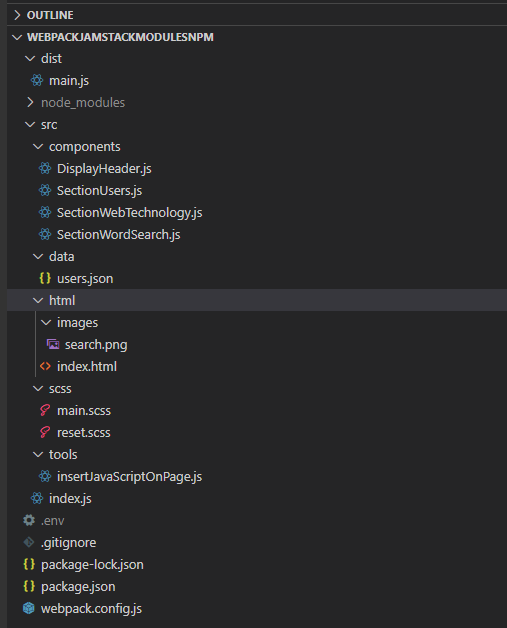 OUTLINE
WEBPACKJAMSTACKMODULESNPM
dist
main.js
node_modules
src
components
DisplayHeader.js
SectionUsers.js
SectionWebTechnology.js
SectionWordSearch.js
data
users.json
html
images
search.png
index.html
scss
main.scss
reset.scss
tools
insertJavaScriptOnPage.js
index.js
.env
.gitignore
package-lock.json
package.json
webpack.config.js